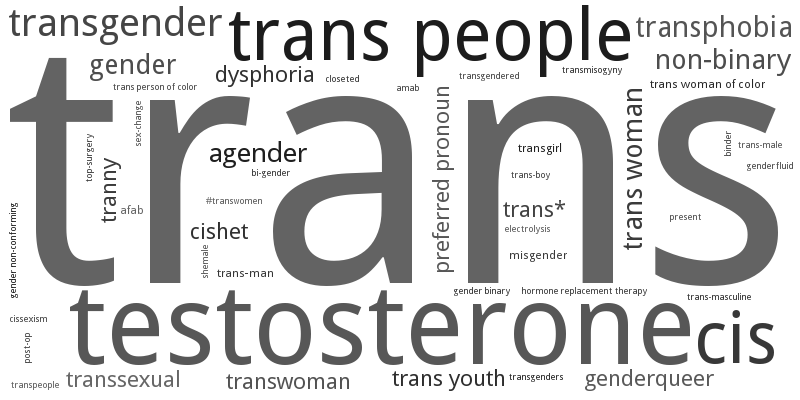 transgender
trans people
transphobia
gender
non-binary
dysphoria
closeted
transgendered
transmisogyny
trans person of color
amab
trans woman of color
trans
sex-change
preferred pronoun
trans woman
top-surgery
tranny
agender
bi-gender
transgirl
binder
trans-male
genderfluid
trans-boy
afab
#transwomen
trans*
present
cishet
electrolysis
gender non-conforming
shemale
trans-man
misgender
gender binary
hormone replacement therapy
trans-masculine
testosterone
cis
cissexism
post-op
transpeople
transsexual
transwoman
trans youth
transgenders
genderqueer